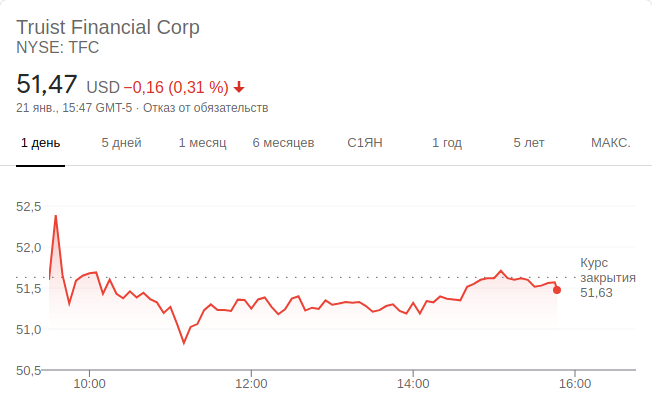 Truist Financial Corp
NYSE: TFC
51,47 USD −0,16 (0,31 %)
21 янв., 15:47 GMT-5 · Отказ от обязательств
1 день 5 дней 1 месяц 6 месяцев С1ЯН 1 год 5 лет МАКС.
52,5
52,0
51,5
51,0
50,5
Курс
закрытия
51,63
10:00 12:00 14:00 16:00